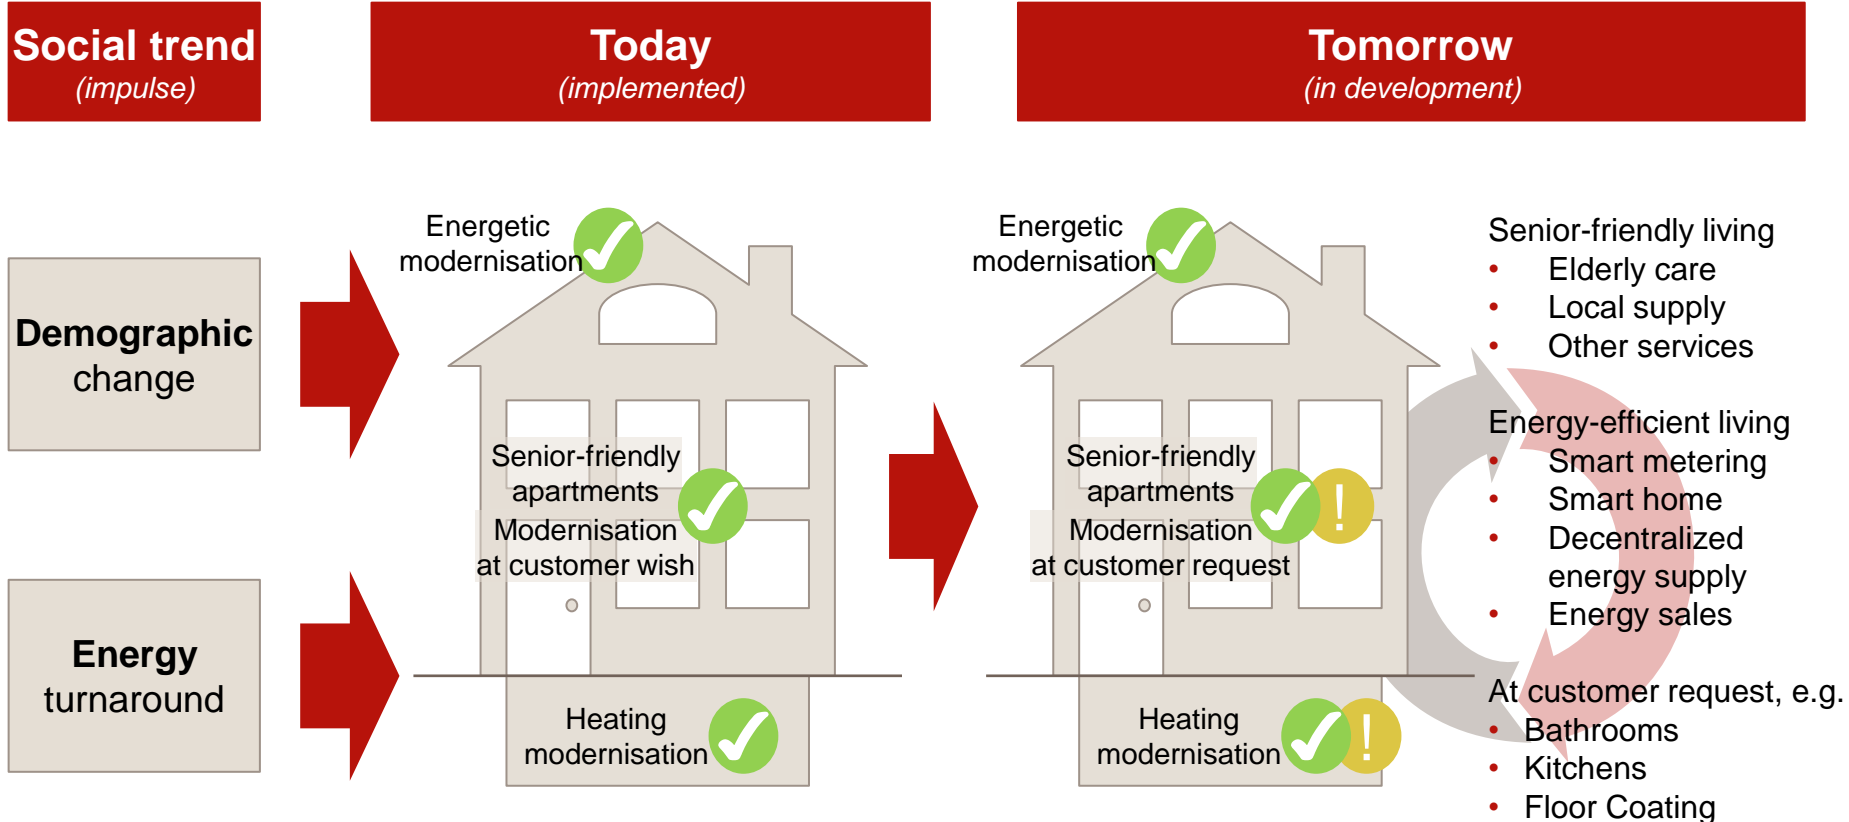 Social trend
(impulse)
Today
(implemented)
Tomorrow
(in development)
Demographic
change
Energy
turnaround
Energetic
modernisation
Senior-friendly
apartments
Modernisation
at customer wish
Heating
modernisation
Energetic
modernisation
Senior-friendly
apartments
!
Modernisation
at customer request
Heating
modernisation
!
Senior-friendly living
• Elderly care
• Local supply
• Other services
Energy-efficient living
• Smart metering
• Smart home
• Decentralized
energy supply
• Energy sales
At customer request, e.g.
• Bathrooms
• Kitchens
• Floor Coating